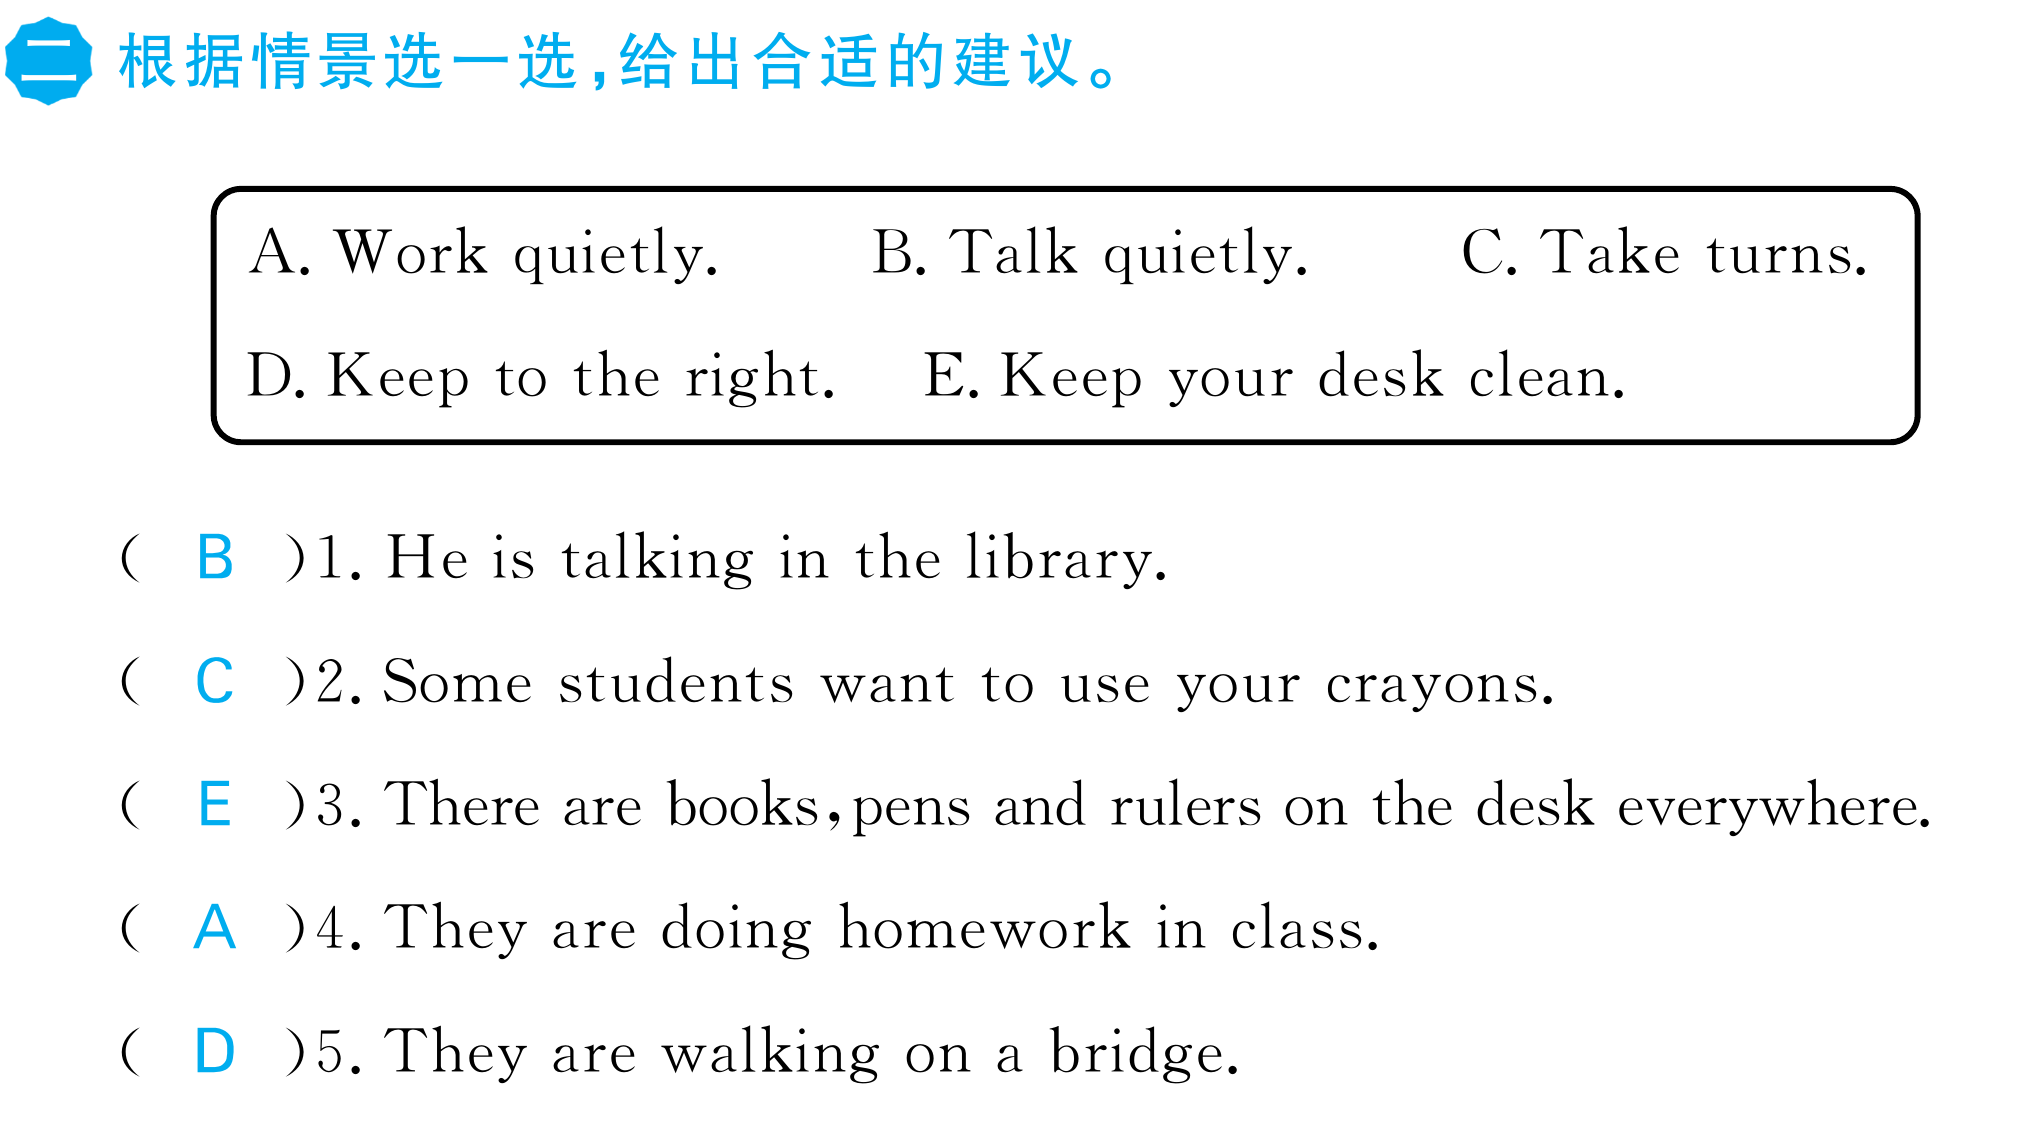 二 根据情景选一选,给出合适的建议。
A. Work quietly. B. Talk quietly. C. Take turns.
D. Keep to the right. E. Keep your desk clean.
( B )1. He is talking in the library.
( C )2. Some students want to use your crayons.
( E )3. There are books,pens and rulers on the desk everywhere.
( A )4. They are doing homework in class.
( D )5. They are walking on a bridge.